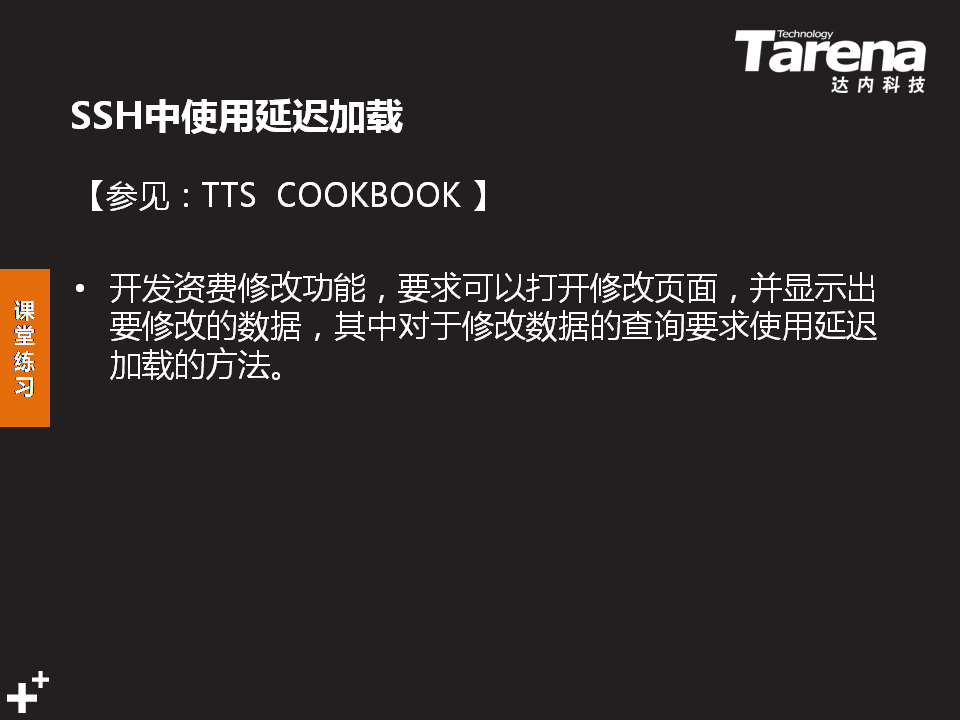 Technology
Tarena
达内科技
SSH中使用延迟加载
【参见：TTS COOKBOOK 】
• 开发资费修改功能，要求可以打开修改页面，并显示出
要修改的数据，其中对于修改数据的查询要求使用延迟
加载的方法。
课
堂
练
习